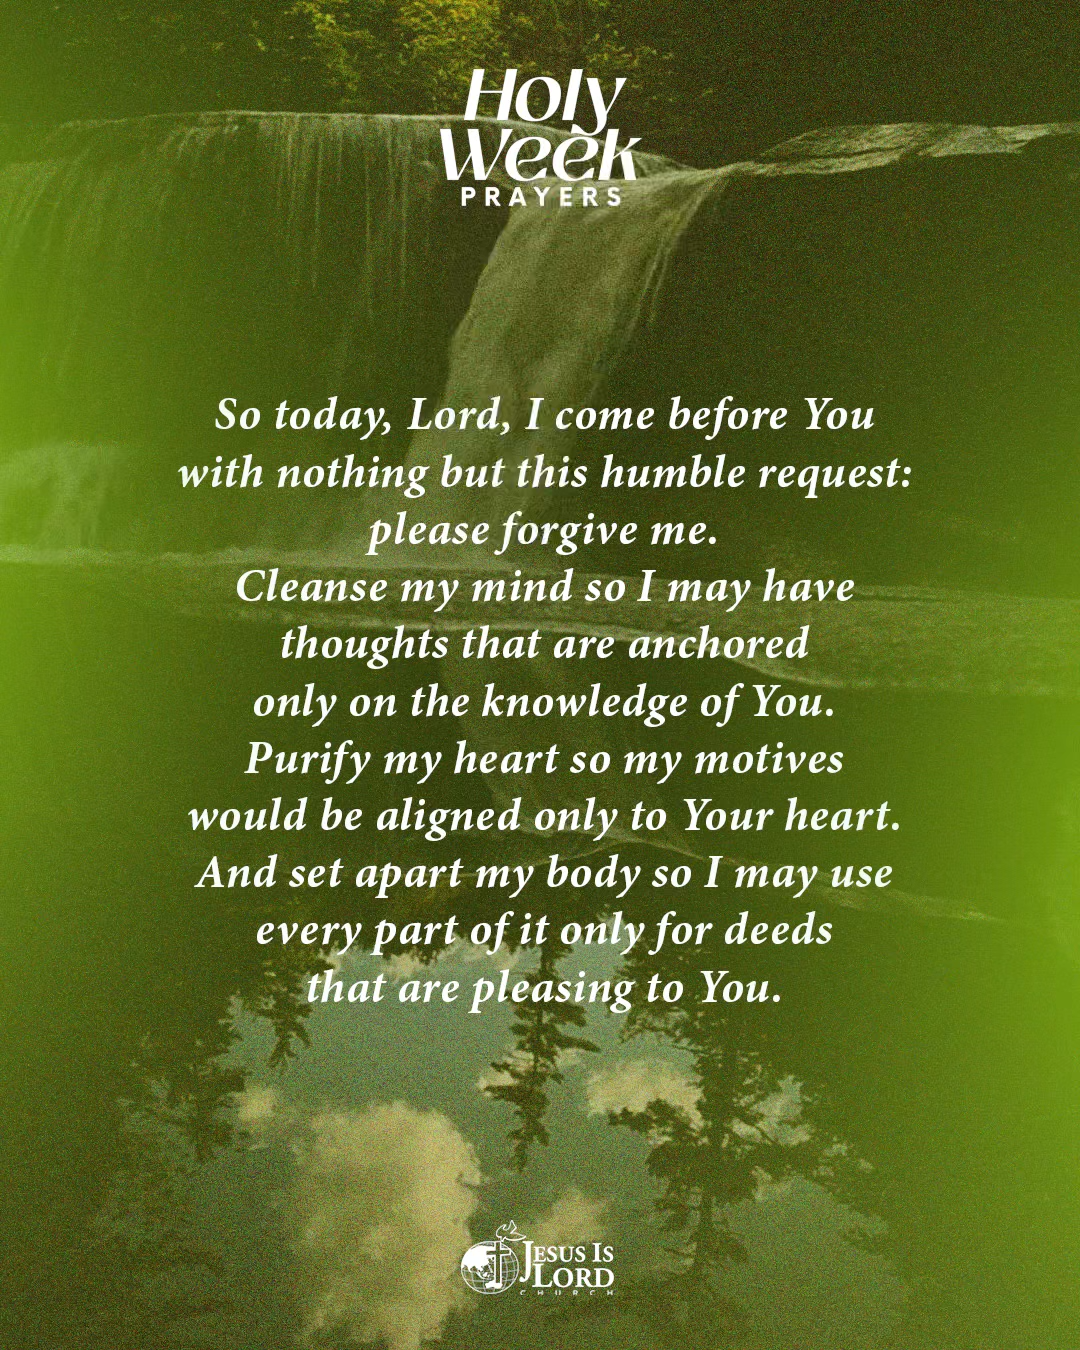 Holy
Week
PRAYERS
So today, Lord, I come before You
with nothing but this humble request:
please forgive me.
Cleanse my mind so I may have
thoughts that are anchored
only on the knowledge of You.
Purify my heart so my motives
would be aligned only to Your heart.
And set apart my body so I may use
every part of it only for deeds
that are pleasing to You.
JESUS IS
LORD
CHURCH